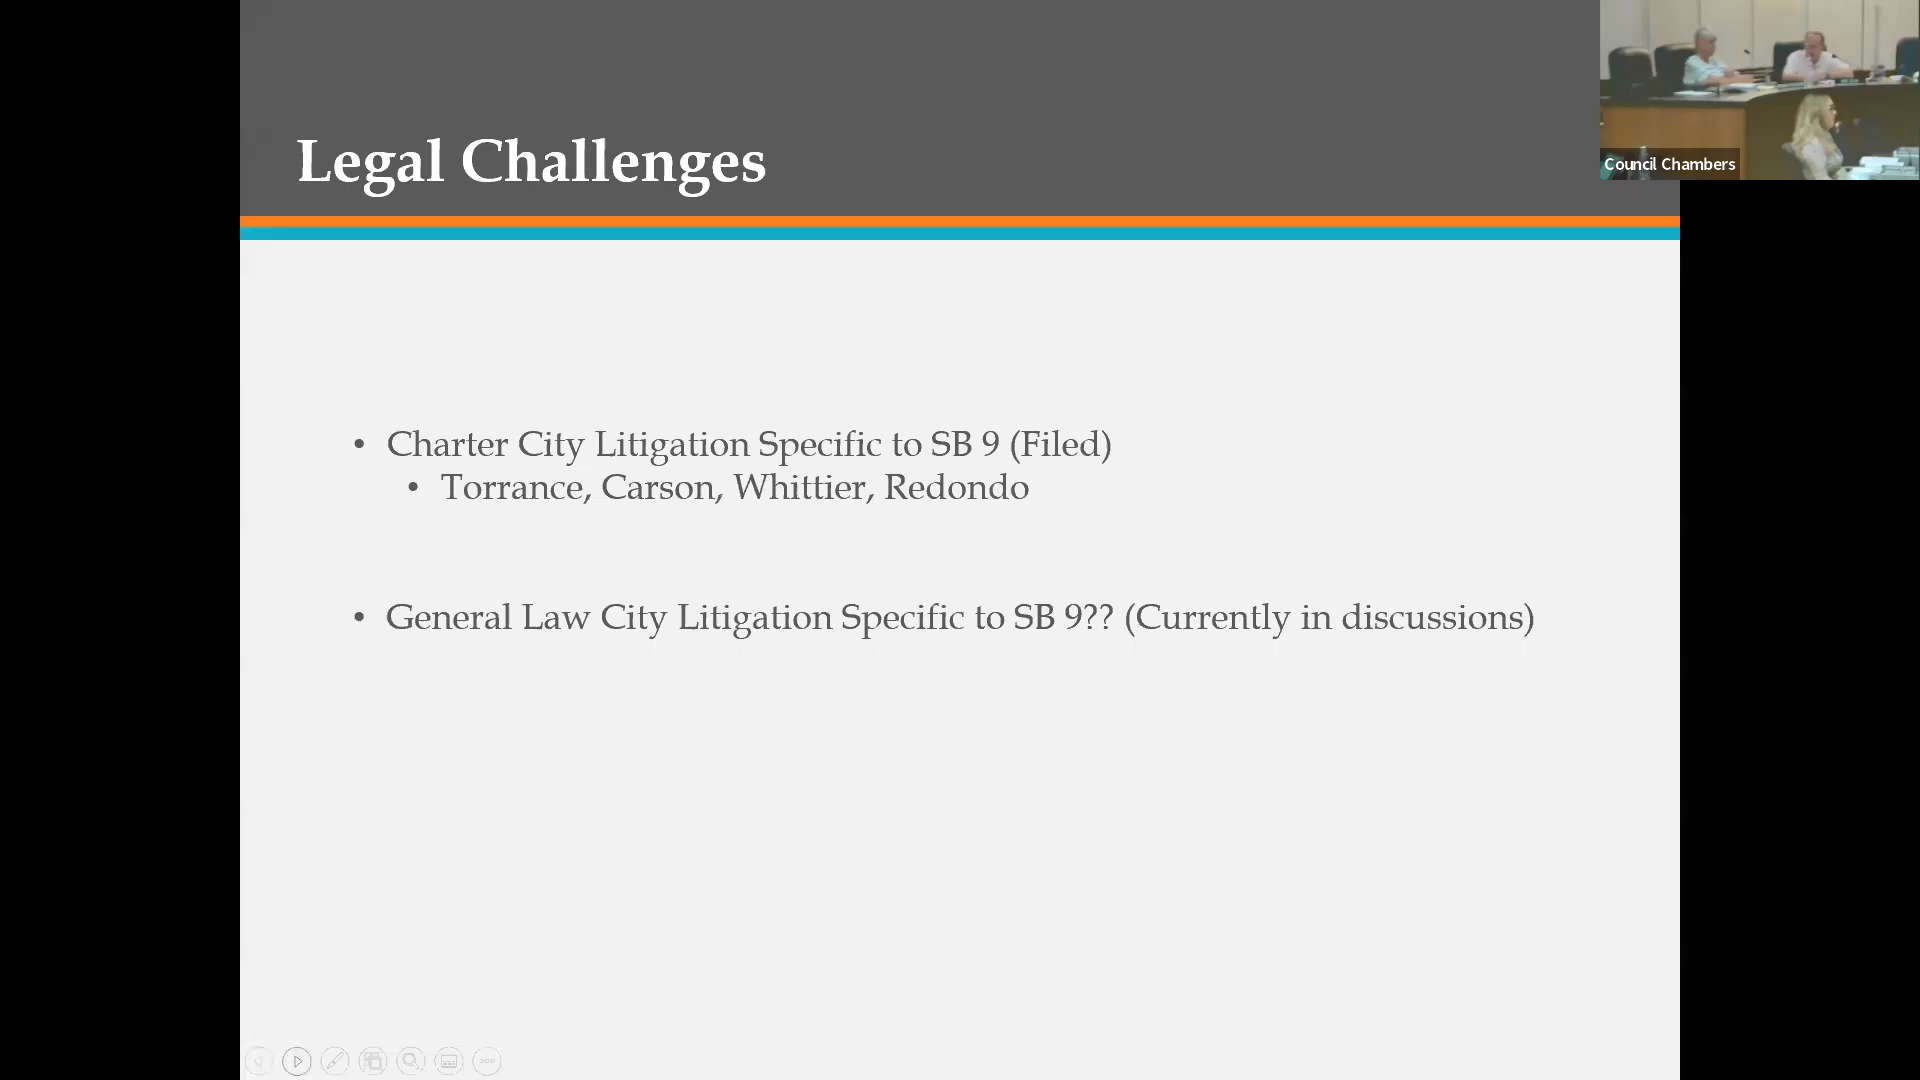 Legal Challenges
Council Chambers
• Charter City Litigation Specific to SB 9 (Filed)
• Torrance, Carson, Whittier, Redondo
• General Law City Litigation Specific to SB 9?? (Currently in discussions)